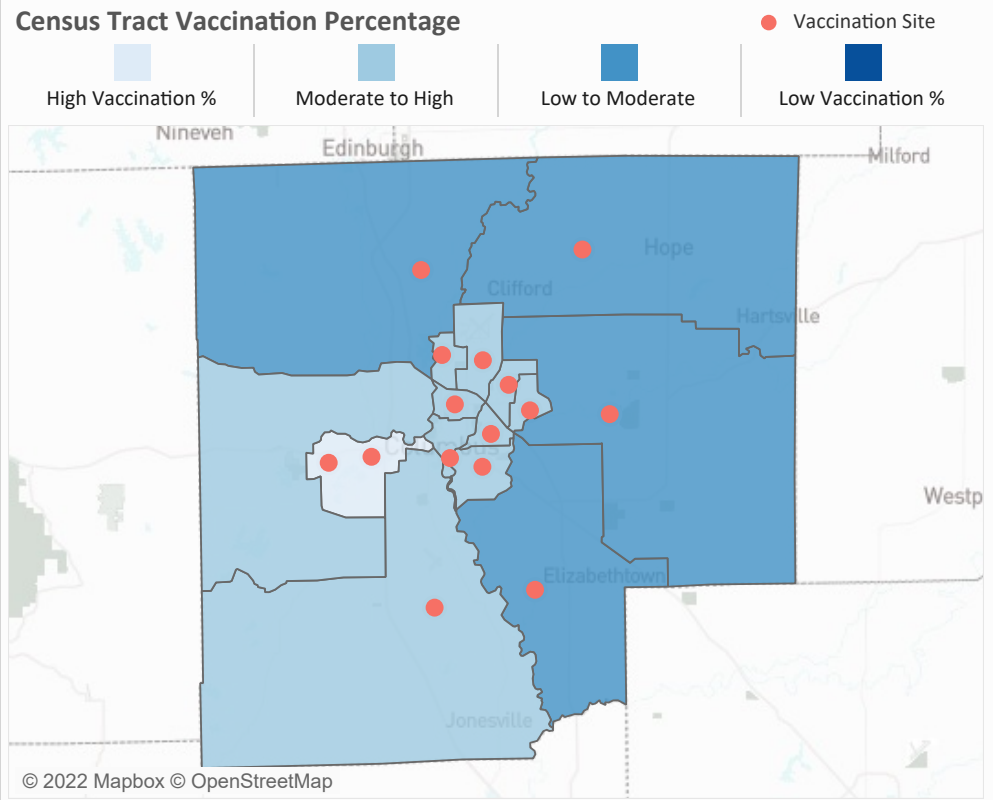 Census Tract Vaccination Percentage
Vaccination Site
High Vaccination %
Moderate to High
Low to Moderate
Low Vaccination %
Nineveh
Edinburgh
Milford
Hope
Clifford
Hartsville
Columbus
Westp
Elizabethtown
Jonesville
© 2022 Mapbox © OpenStreetMap